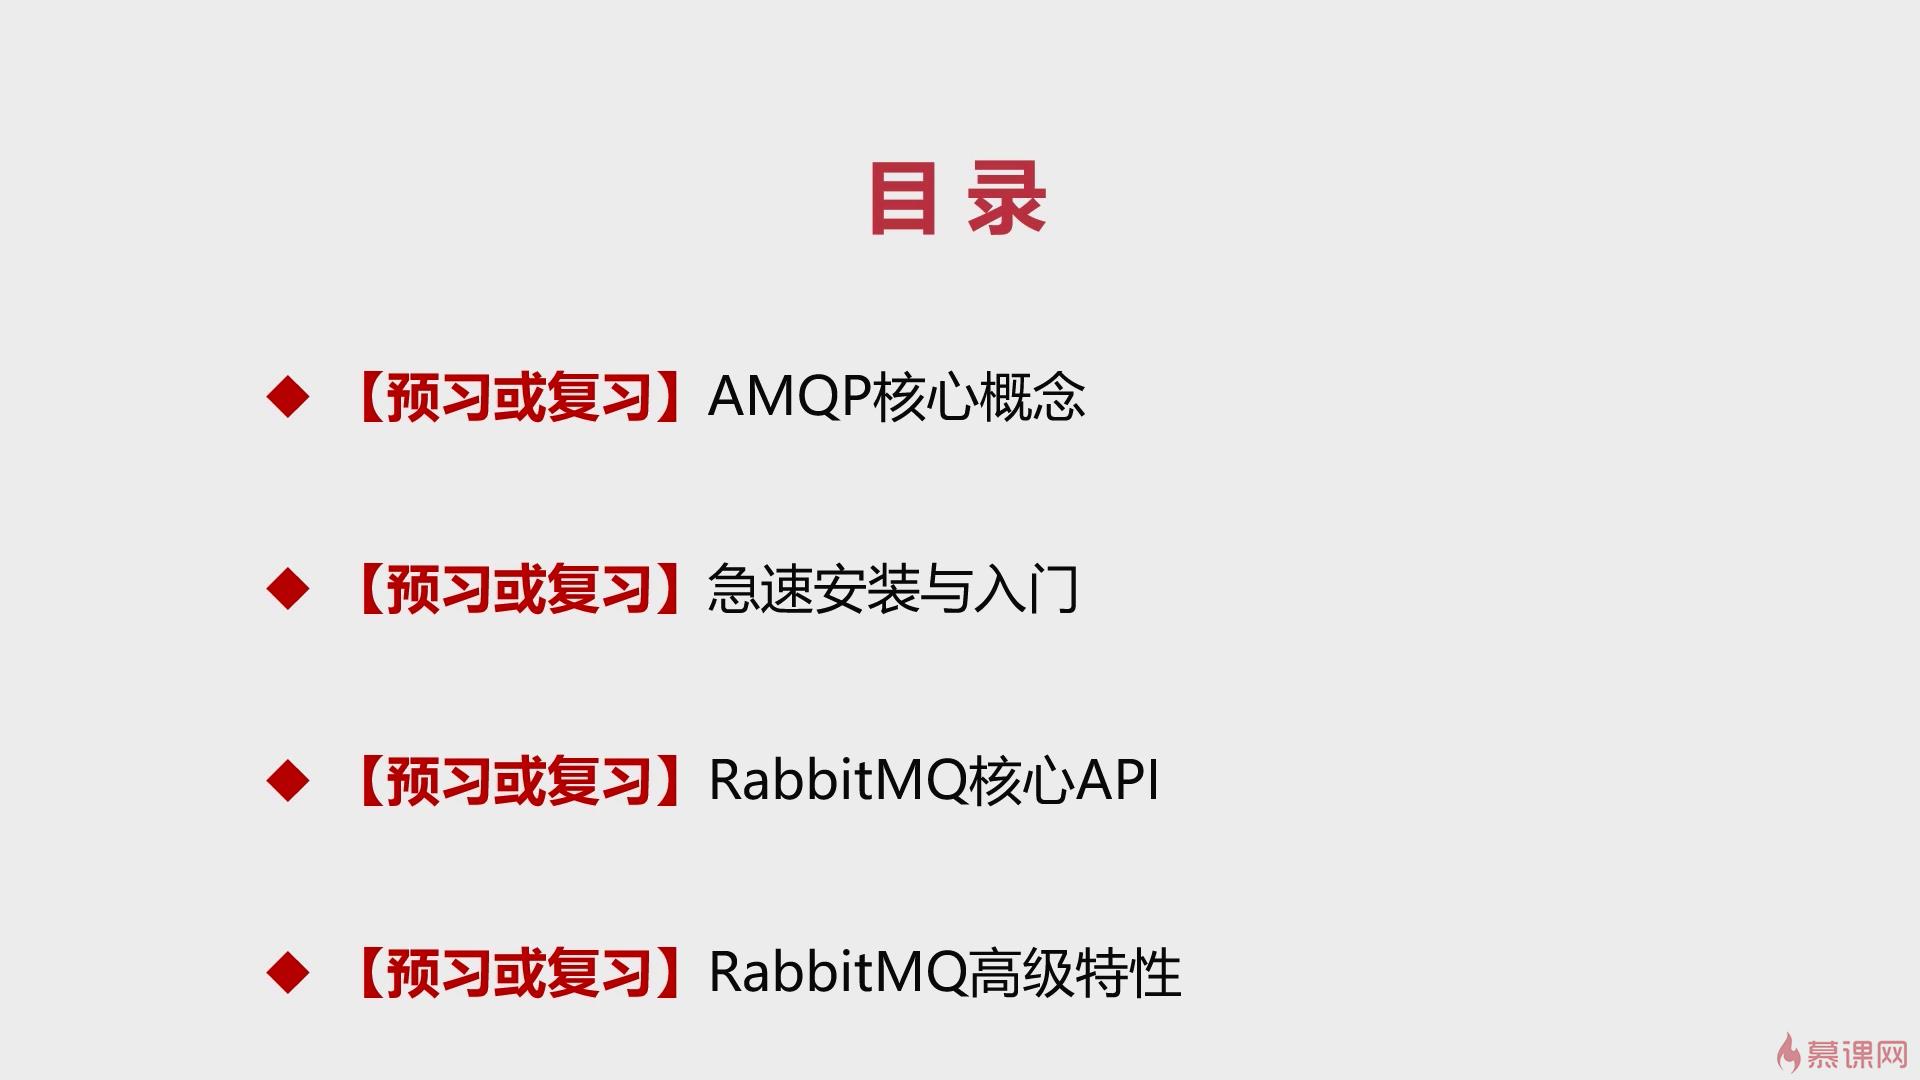 目 录
◆ 【预习或复习】AMQP核心概念
◆ 【预习或复习】急速安装与入门
◆ 【预习或复习】RabbitMQ核心API
◆ 【预习或复习】RabbitMQ高级特性
慕课网